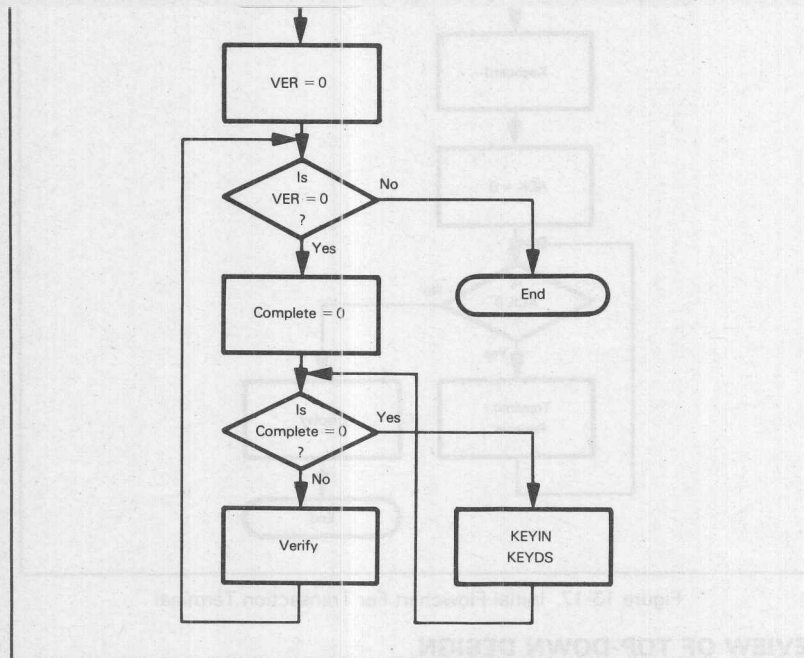 VER = 0
Is
VER = 0
?
No
Yes
End
Complete = 0
Is
Complete = 0
?
Yes
No
Verify
KEYIN
KEYDS
Figure 13-17. Initial Flowchart For Transaction Terminal
EVIEW OF TOP-DOWN DESIGN